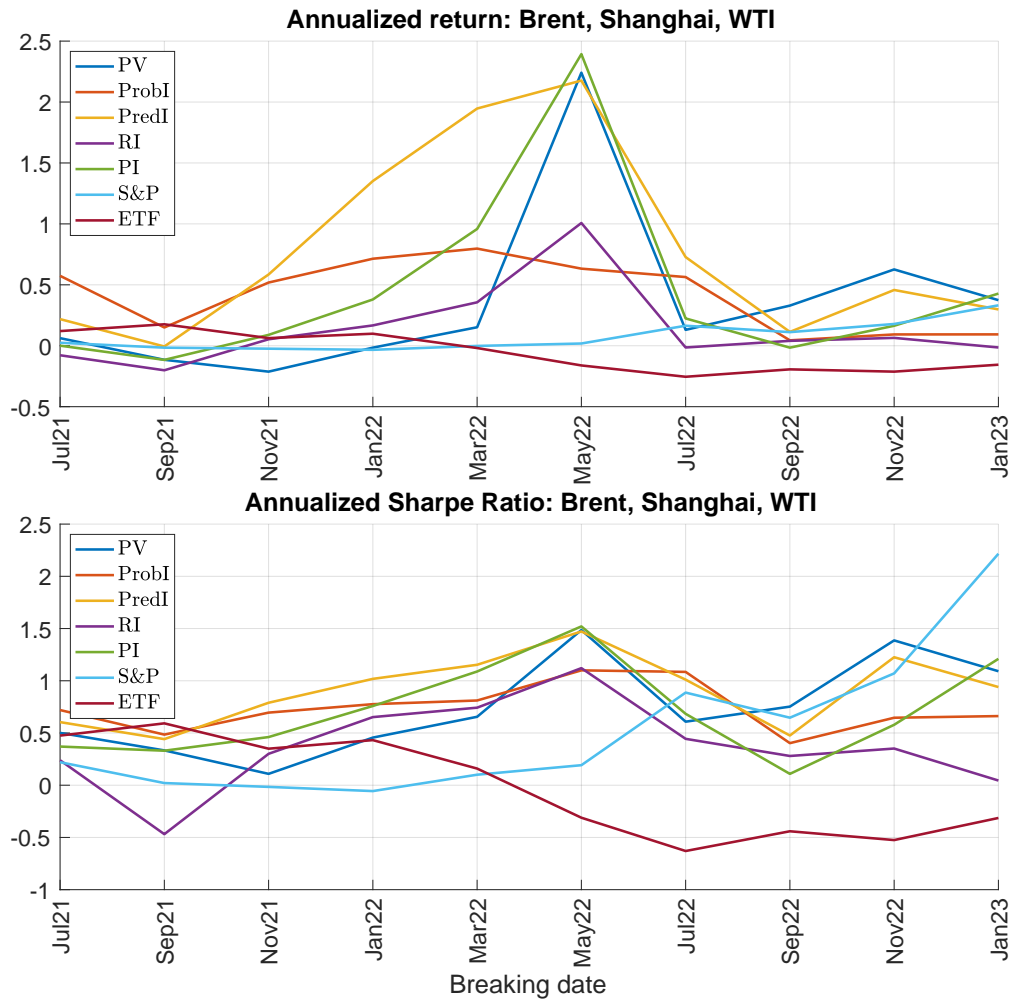 Annualized return: Brent, Shanghai, WTI
2.5
2
1.5
1
0.5
0
-0.5
PV
ProbI
PredI
RI
PI
S&P
ETF
Jul21
Sep21
Nov21
Jan22
Mar22
May22
Jul22
Sep22
Nov22
Jan23
Annualized Sharpe Ratio: Brent, Shanghai, WTI
2.5
2
1.5
1
0.5
0
-0.5
-1
PV
ProbI
PredI
RI
PI
S&P
ETF
Jul21
Sep21
Nov21
Jan22
Mar22
May22
Jul22
Sep22
Nov22
Jan23
Breaking date